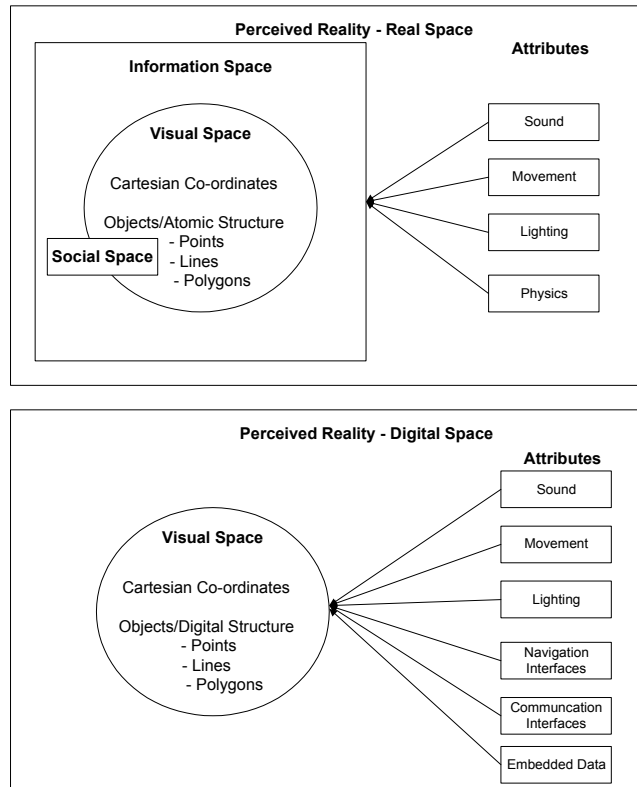 Perceived Reality - Real Space
Attributes
Information Space
Visual Space
Cartesian Co-ordinates
Objects/Atomic Structure
- Points
- Lines
- Polygons
Social Space
Sound
Movement
Lighting
Physics
Perceived Reality - Digital Space
Attributes
Visual Space
Cartesian Co-ordinates
Objects/Digital Structure
- Points
- Lines
- Polygons
Sound
Movement
Lighting
Navigation
Interfaces
Communcation
Interfaces
Embedded Data